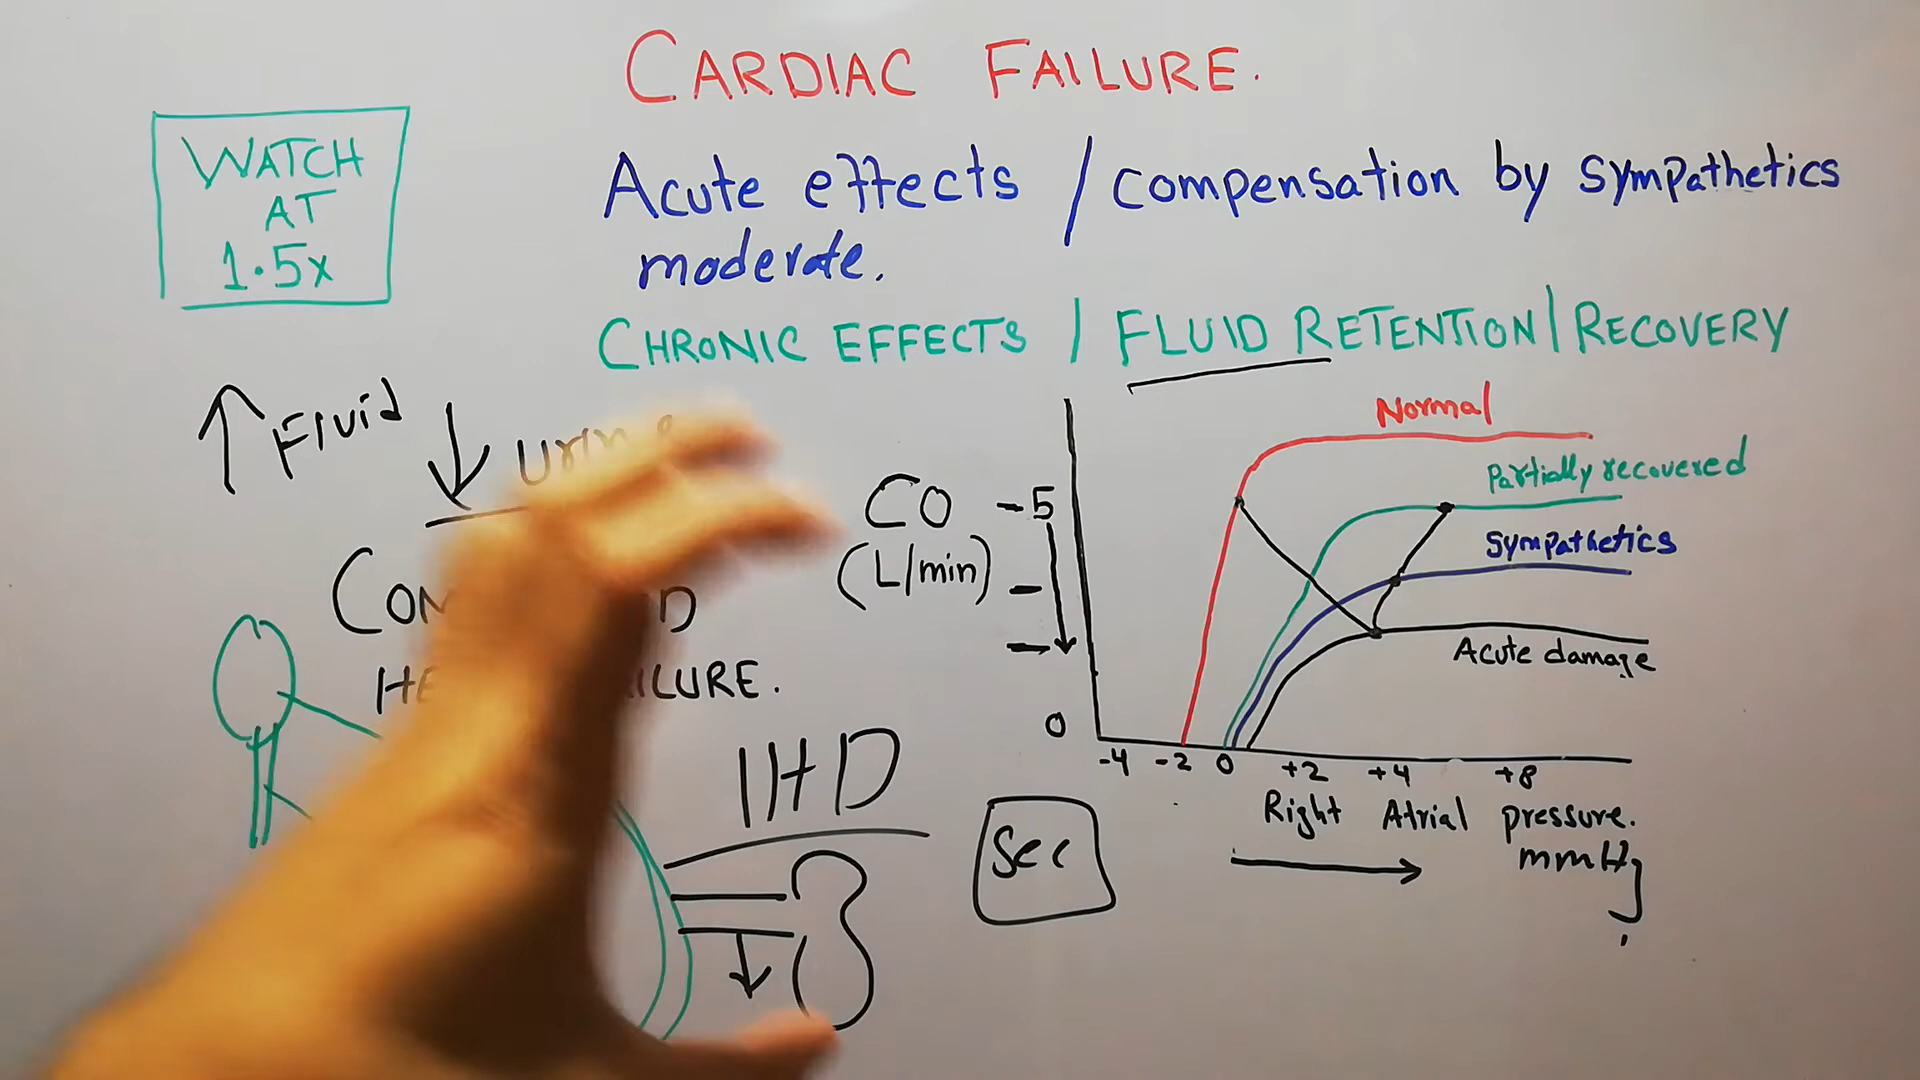 CARDIAC FAILURE.
WATCH
AT
1.5x
Acute effects / compensation by sympathetics
moderate.
CHRONIC EFFECTS / FLUID RETENTION / RECOVERY
↑ Fluid
↓
HE ILURE.
IHD
Sec
CO
(L/min)
-5
-
-
0
Normal
Partially recovered
Sympathetics
Acute damage
-4 -2 0 +2 +4 +8
Right Atrial pressure.
mmHg